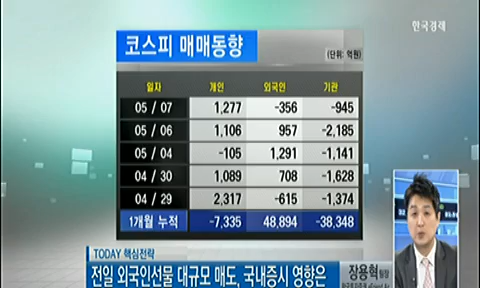 한국경제
코스피 매매동향
(단위: 억원)
일자 개인 외국인 기관
05 / 07 1,277 -356 -945
05 / 06 1,106 957 -2,185
05 / 04 -105 1,291 -1,141
04 / 30 1,089 708 -1,628
04 / 29 2,317 -615 -1,374
1개월 누적 -7,335 48,894 -38,348
TODAY 핵심전략
전일 외국인선물 대규모 매도, 국내증시 영향은
장용혁 팀장